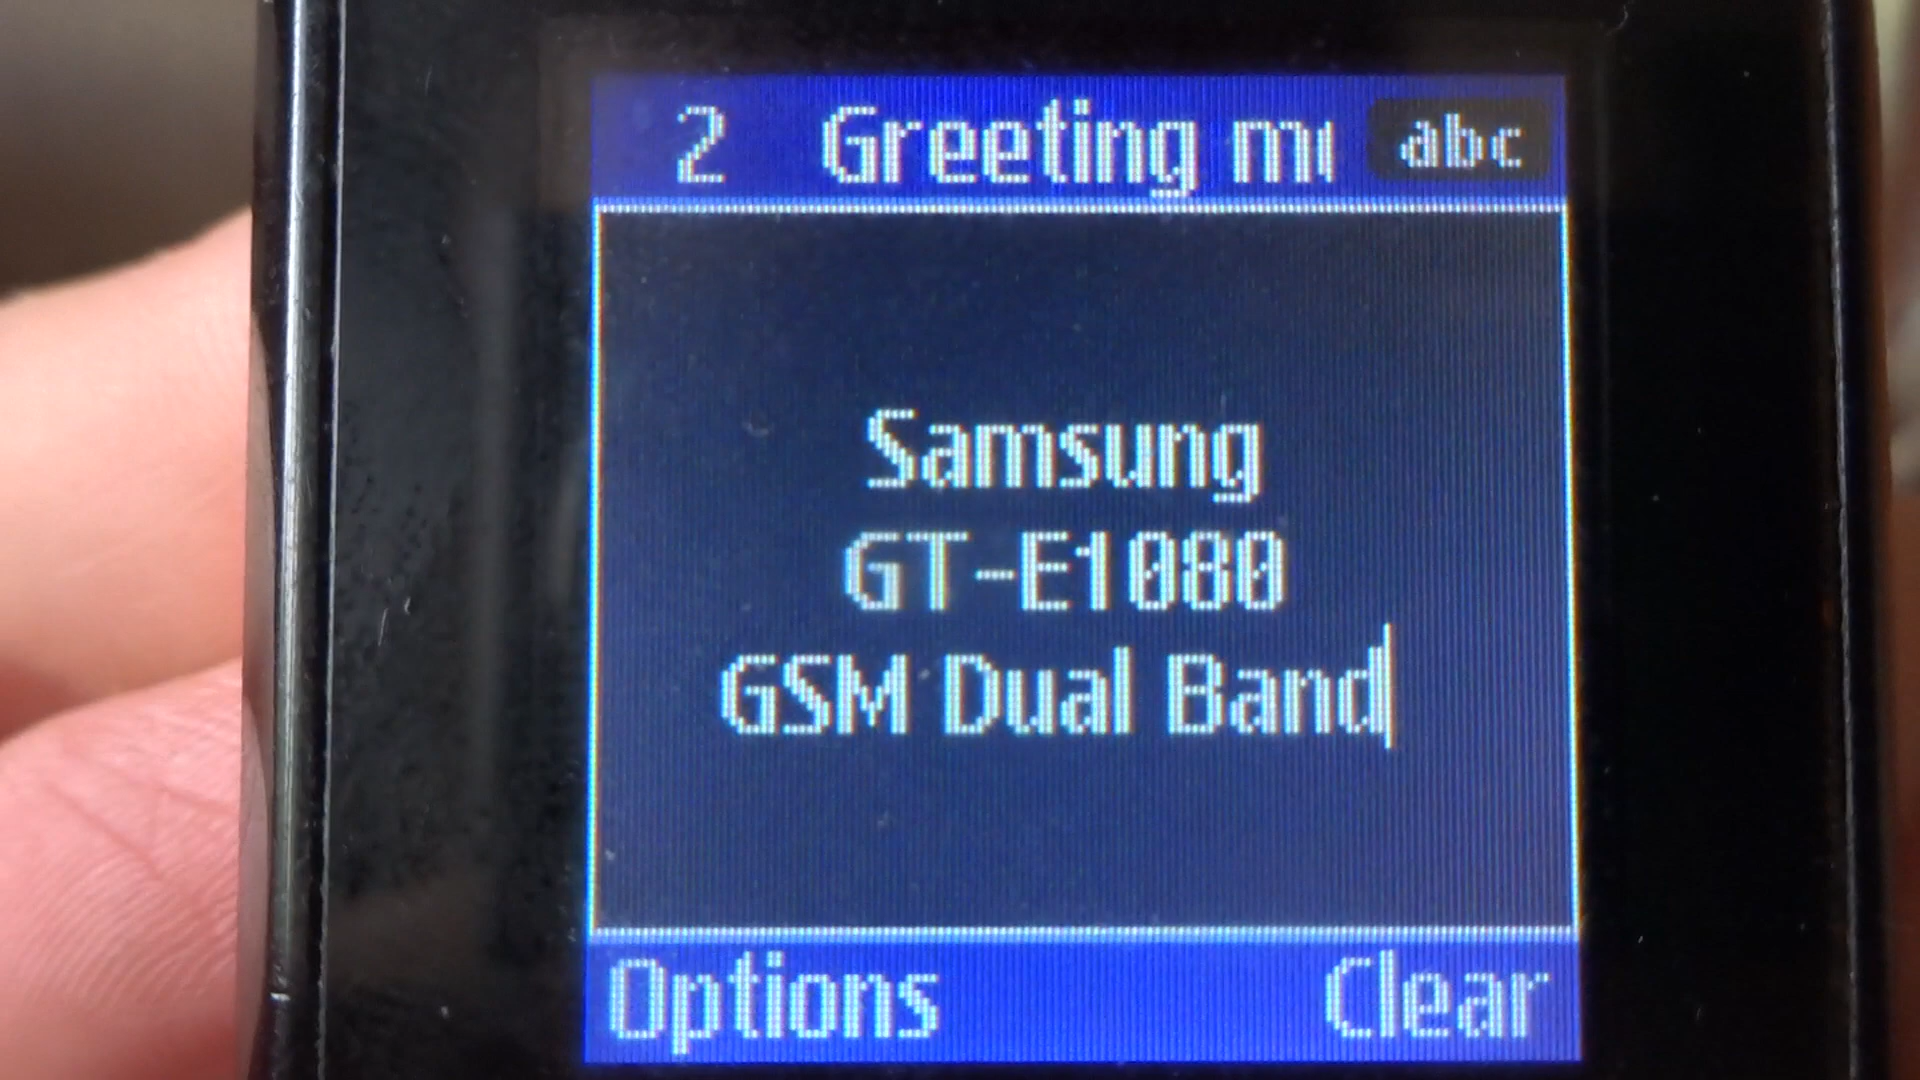 2 Greeting m abc
Samsung
GT-E1080
GSM Dual Band
Options Clear